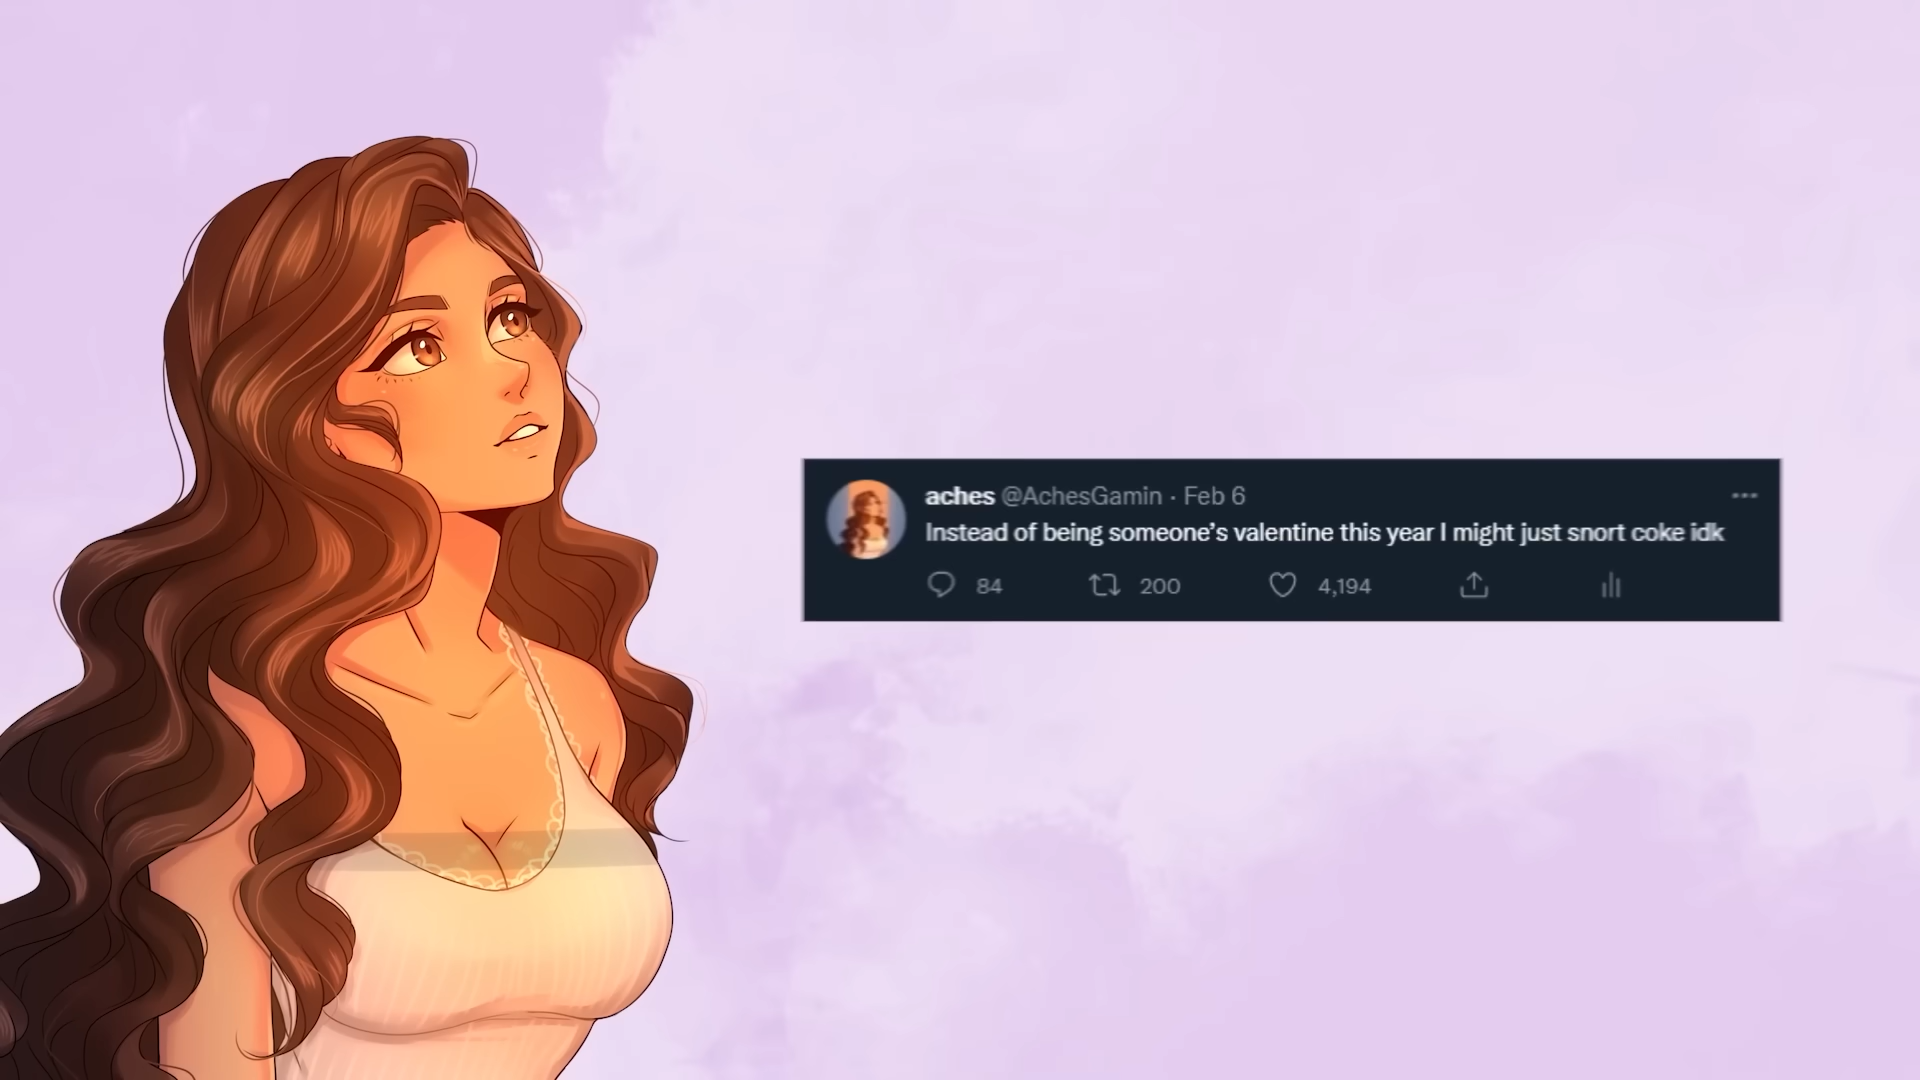 aches @AchesGamin · Feb 6
Instead of being someone’s valentine this year I might just snort coke idk
84 200 4,194